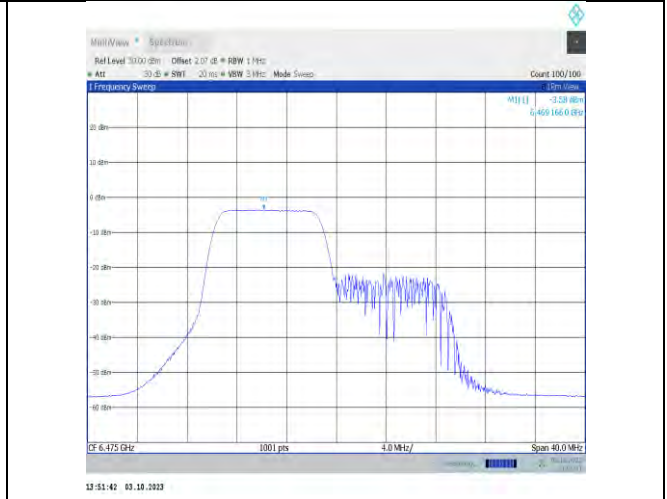 MultiView Spectrum
Ref Level 30.00 dBm Offset 2.07 dB RBW 1 MHz
Att 30 dB SWT 20 ms VBW 3 MHz Mode Sweep Count 100/100
1 Frequency Sweep 1Rm View
M1[1] -3.58 dBm
6.469 166 0 GHz
20 dBm
10 dBm
0 dBm
M1
-10 dBm
-20 dBm
-30 dBm
-40 dBm
-50 dBm
-60 dBm
CF 6.475 GHz 1001 pts 4.0 MHz/ Span 40.0 MHz
13:51:42 03.10.2023